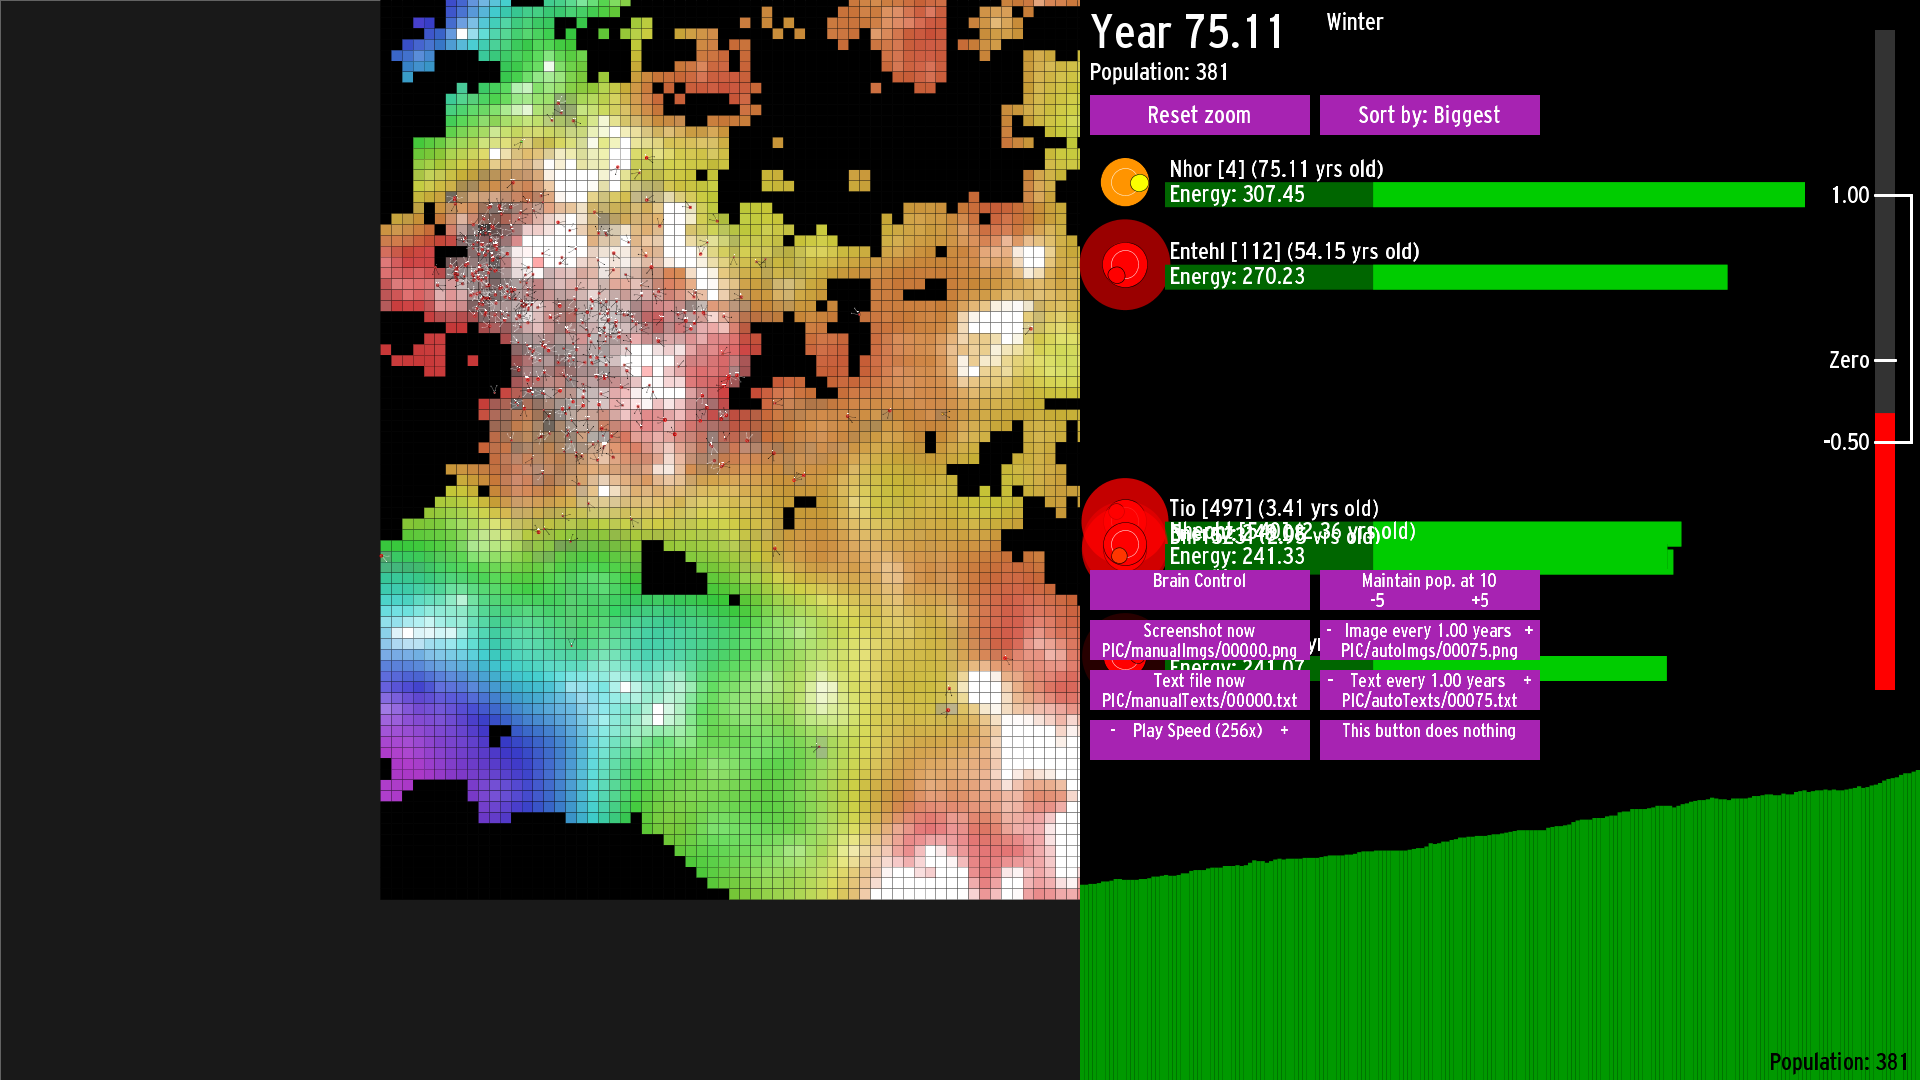 Year 75.11
Winter
Population: 381
Reset zoom
Sort by: Biggest
Nhor [4] (75.11 yrs old)
Energy: 307.45
Entehl [112] (54.15 yrs old)
Energy: 270.23
1.00
Zero
-0.50
Tio [497] (3.41 yrs old)
Energy: 241.33
Brain Control
Maintain pop. at 10
-5 +5
Screenshot now
PIC/manualImgs/00000.png
- Image every 1.00 years +
PIC/autoImgs/00075.png
Energy: 241.07
Text file now
PIC/manualTexts/00000.txt
- Text every 1.00 years +
PIC/autoTexts/00075.txt
- Play Speed (256x) +
This button does nothing
Population: 381